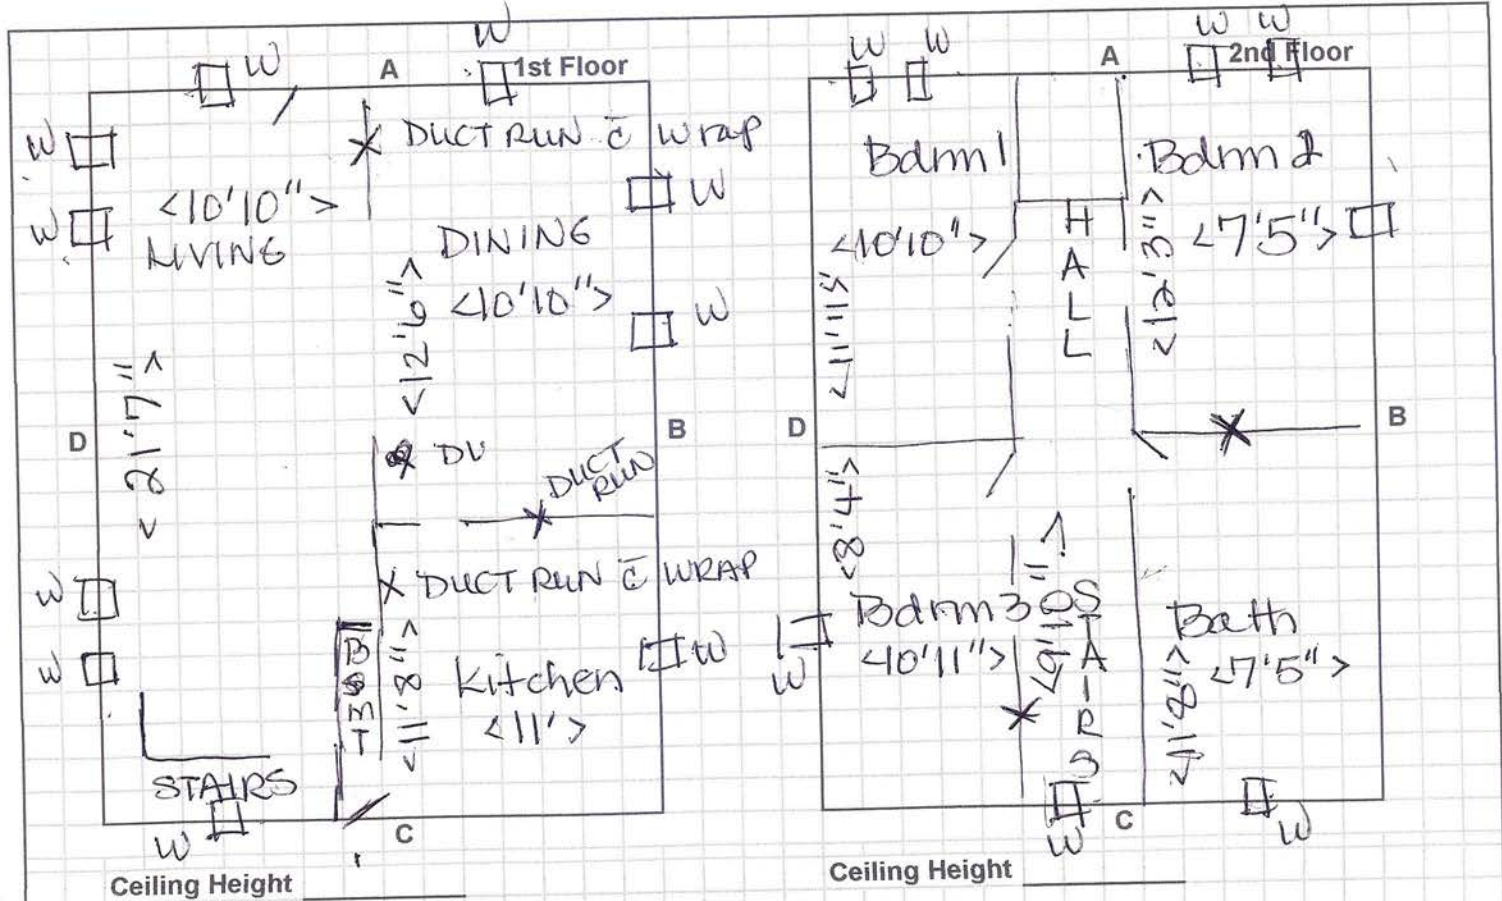 W
W
A
1st Floor
W
W
DUCT RUN c̄ Wrap
W
<10'10">
LIVING
DINING
<10'10">
W
<12'6">
<21'7">
D
B
DU
DUCT
RUN
DUCT RUN c̄ WRAP
W
W
BSMT
<11'8">
Kitchen
<11'>
W
STAIRS
W
C
Ceiling Height
W
W
A
W
W
2nd Floor
Bdrm 1
Bdrm 2
<10'10">
HALL
<7'5">
<12'3">
<11'11">
D
B
<8'4">
Bdrm 3
<10'11">
W
STAIRS
Bath
<7'5">
<11'8">
W
C
W
Ceiling Height